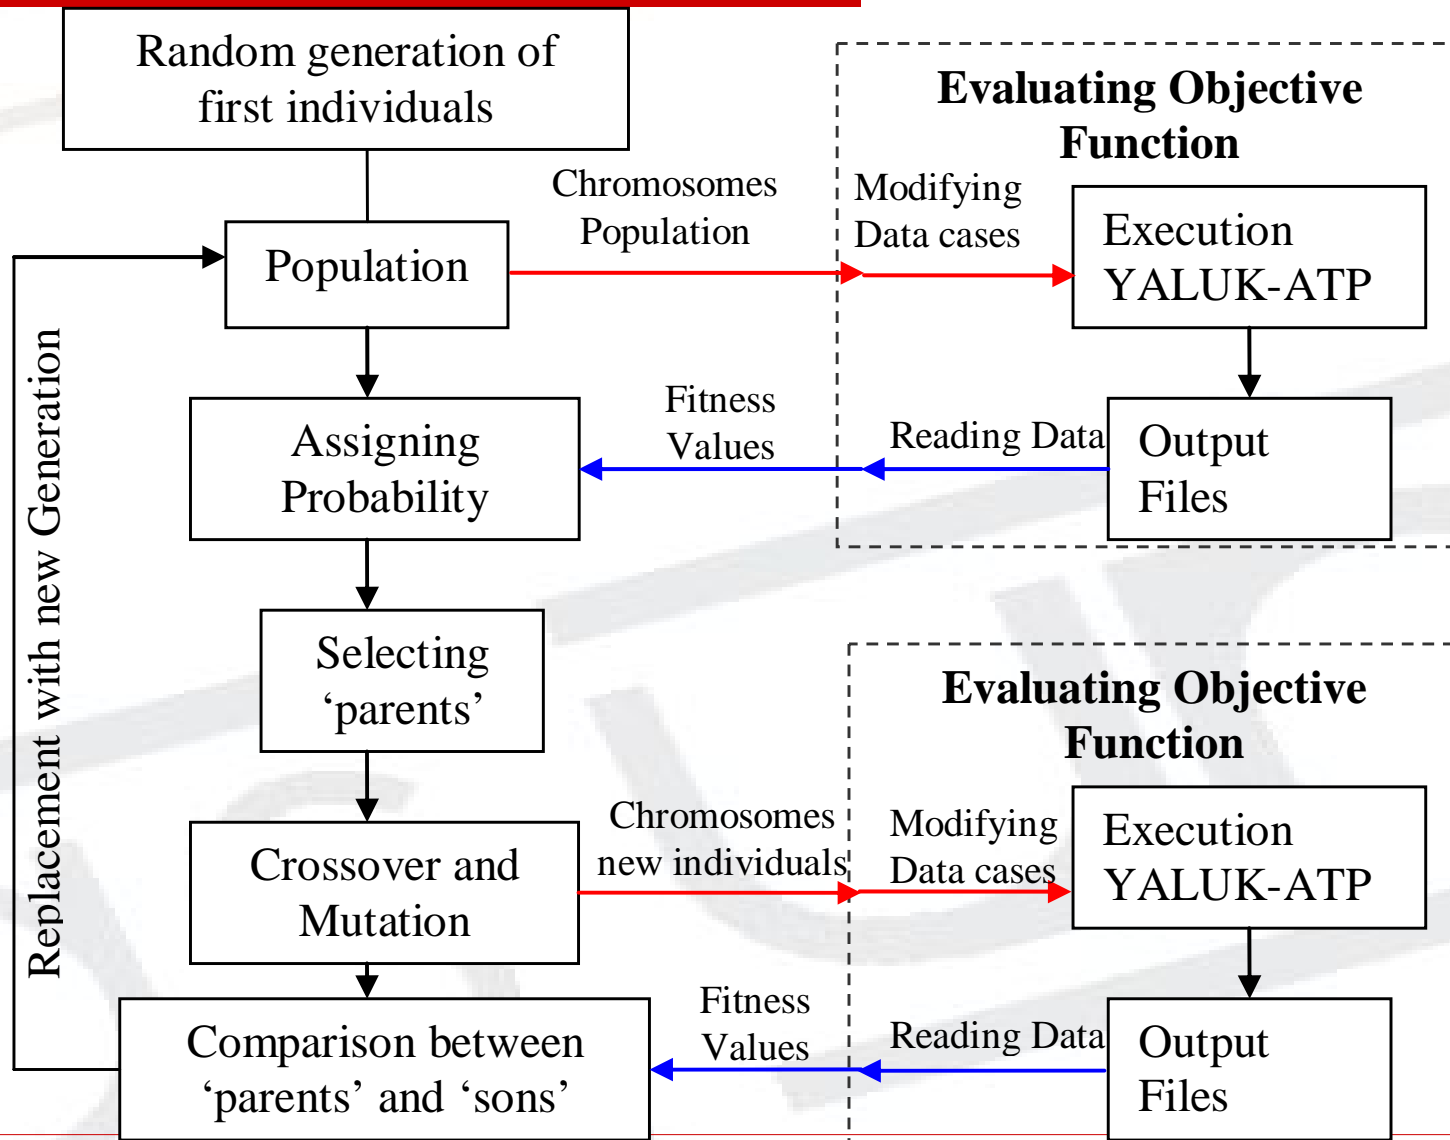 Random generation of
first individuals
Evaluating Objective
Function
Chromosomes
Population
Modifying
Data cases
Execution
YALUK-ATP
Population
Fitness
Values
Reading Data
Output
Files
Assigning
Probability
Replacement with new Generation
Selecting
‘parents’
Evaluating Objective
Function
Chromosomes
new individuals
Modifying
Data cases
Execution
YALUK-ATP
Crossover and
Mutation
Fitness
Values
Reading Data
Output
Files
Comparison between
‘parents’ and ‘sons’